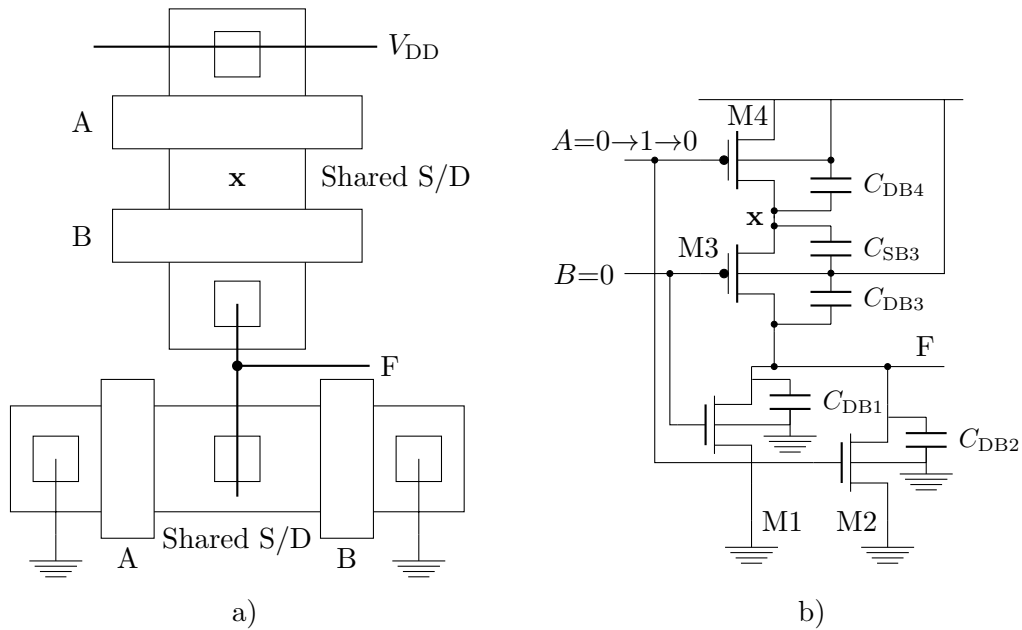 V_DD
A
x
Shared S/D
B
F
Shared S/D
A
B
a)
M4
A=0→1→0
C_DB4
x
M3
C_SB3
B=0
C_DB3
F
C_DB1
C_DB2
M1
M2
b)